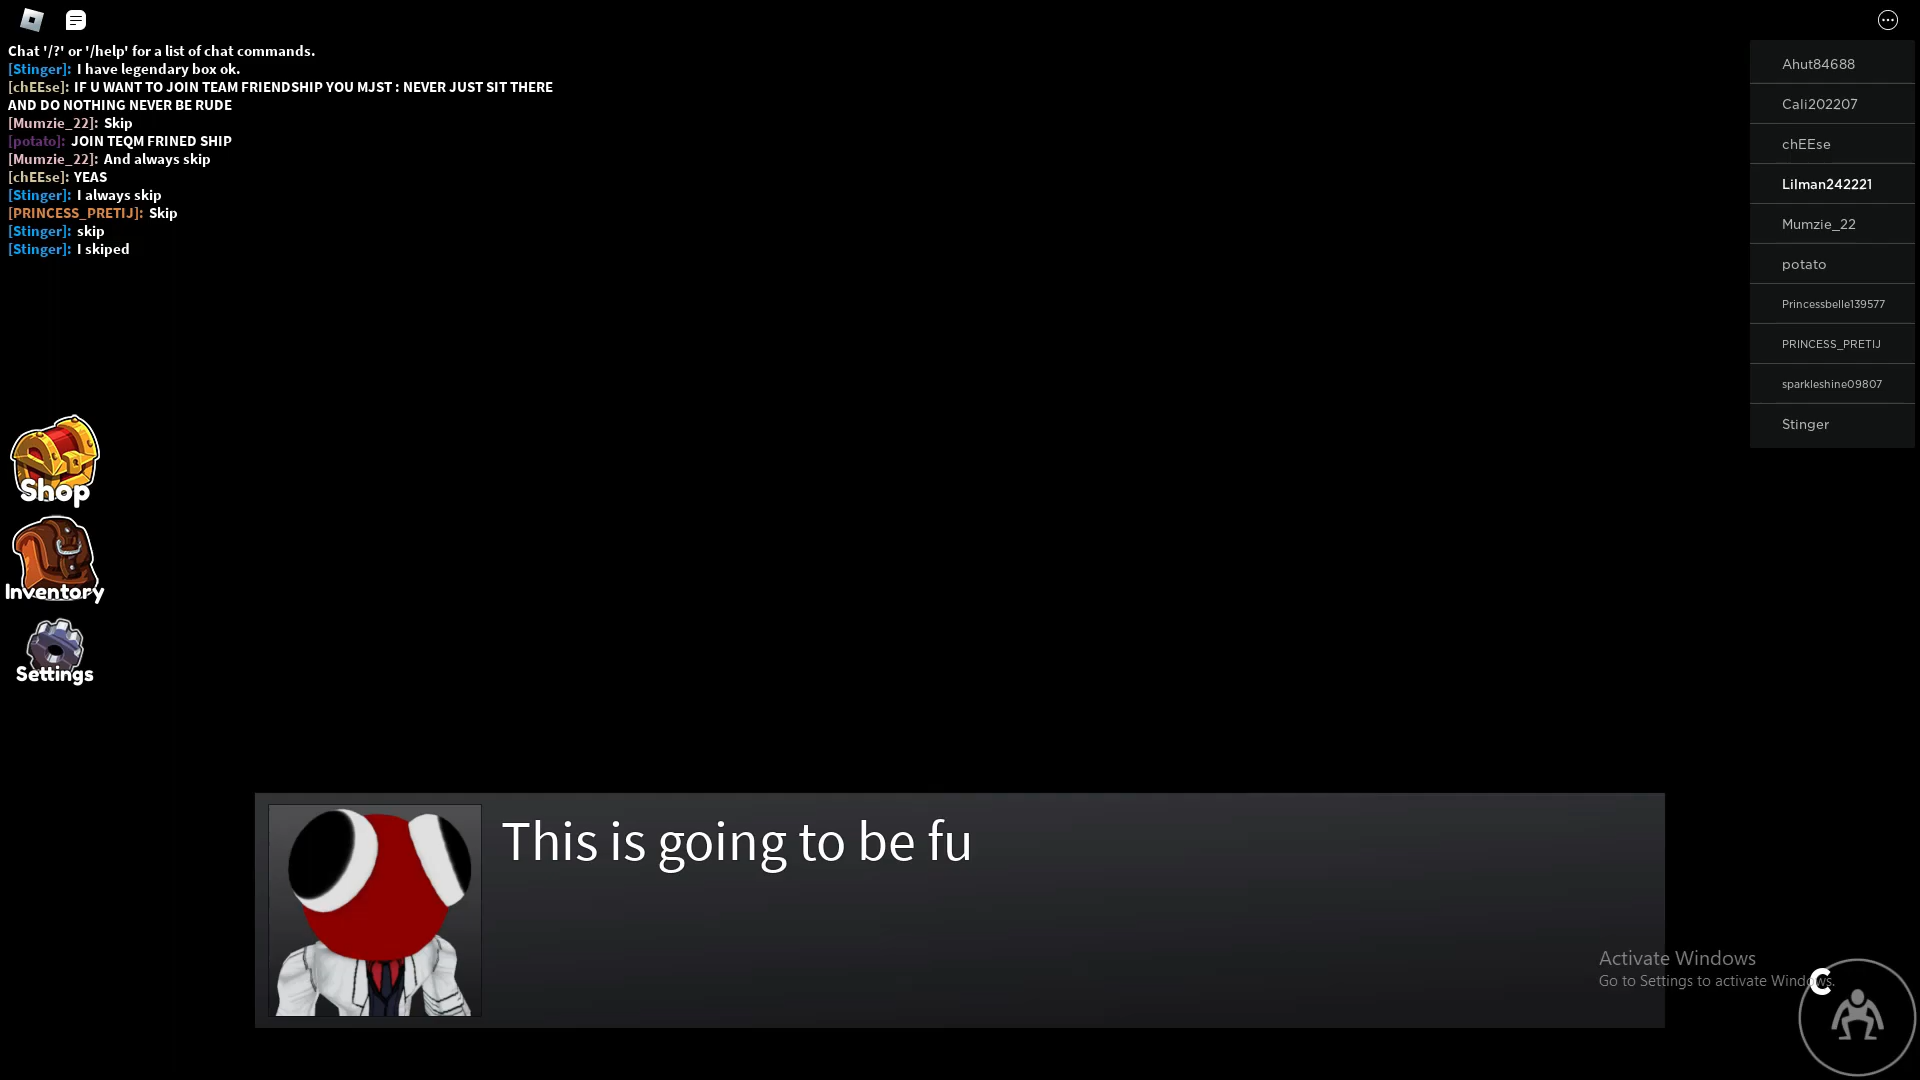 Chat '/?' or '/help' for a list of chat commands.
[Stinger]: I have legendary box ok.
[chEEse]: IF U WANT TO JOIN TEAM FRIENDSHIP YOU MJST : NEVER JUST SIT THERE
AND DO NOTHING NEVER BE RUDE
[Mumzie_22]: Skip
[potato]: JOIN TEQM FRINED SHIP
[Mumzie_22]: And always skip
[chEEse]: YEAS
[Stinger]: I always skip
[PRINCESS_PRETIJ]: Skip
[Stinger]: skip
[Stinger]: I skiped
Ahut84688
Cali202207
chEEse
Lilman242221
Mumzie_22
potato
Princessbelle139577
PRINCESS_PRETIJ
sparkleshine09807
Stinger
Shop
Inventory
Settings
This is going to be fu
Activate Windows
Go to Settings to activate Windows.
C